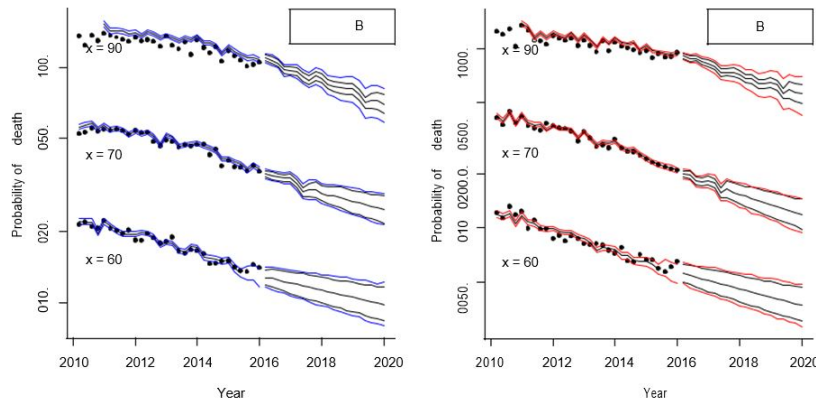 B
Probability of death
100.
050.
020.
010.
x = 90
x = 70
x = 60
2010 2012 2014 2016 2018 2020
Year
B
Probability of death
1000.
0500.
0200.0.
010
0050.
x = 90
x = 70
x = 60
2010 2012 2014 2016 2018 2020
Year